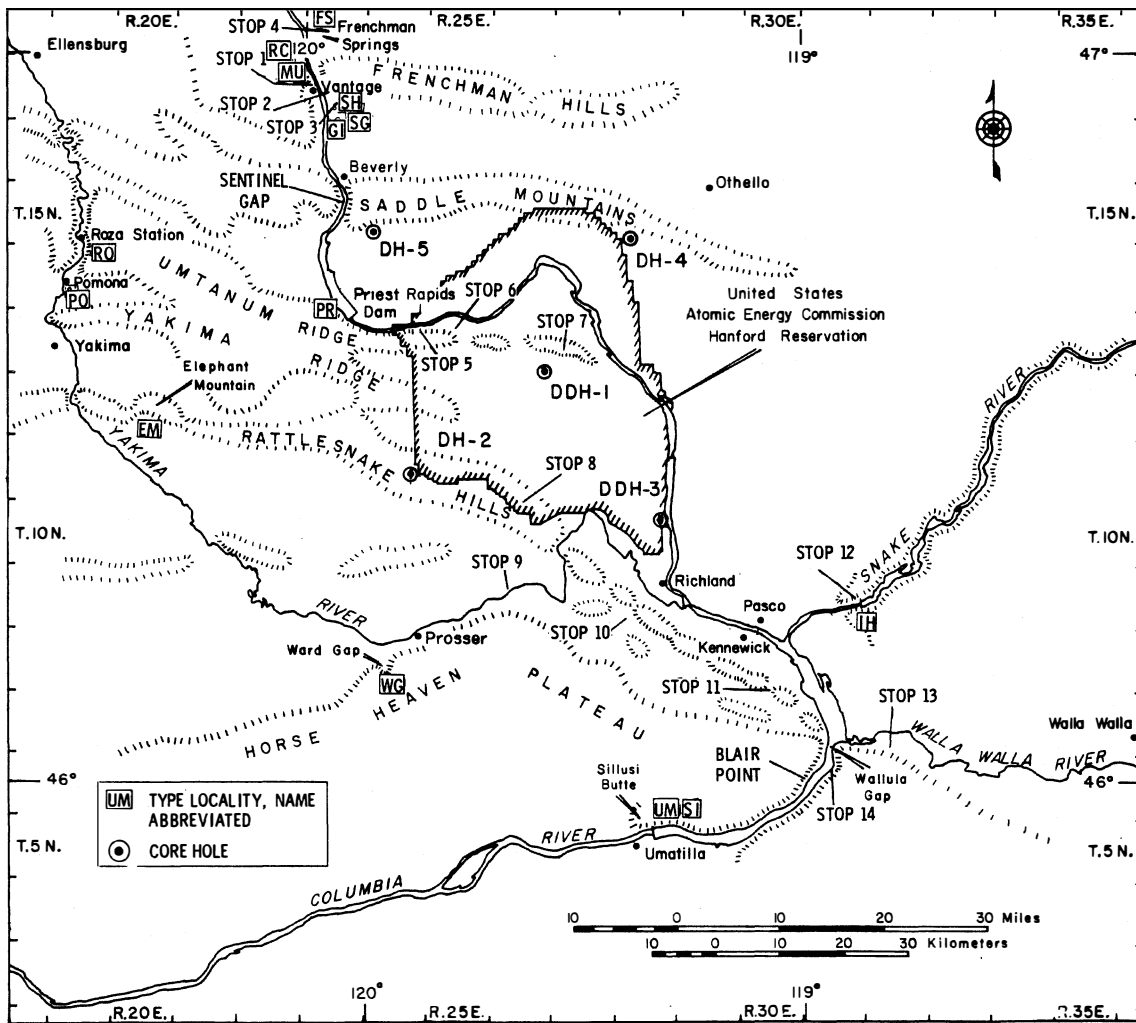 R.20E.
R.25E.
R.30E.
R.35E.
STOP 4
FS
Frenchman
Springs
Ellensburg
RC
120°
119°
47°
STOP 1
MU
Vantage
FRENCHMAN
HILLS
STOP 2
SH
STOP 3
GI
SG
Beverly
Othello
SENTINEL
GAP
SADDLE
MOUNTAINS
T.15N.
T.15N.
Roza Station
RO
DH-5
DH-4
Pomona
PO
UMTANUM
RIDGE
PR
Priest Rapids
Dam
STOP 6
STOP 7
United States
Atomic Energy Commission
Hanford Reservation
YAKIMA
RIDGE
STOP 5
Yakima
Elephant
Mountain
DDH-1
EM
YAKIMA
RATTLESNAKE
HILLS
DH-2
STOP 8
DDH-3
SNAKE
RIVER
T.10N.
T.10N.
STOP 9
STOP 12
Richland
IH
RIVER
Pasco
Prosser
STOP 10
Kennewick
Ward Gap
WG
HORSE
HEAVEN
PLATEAU
STOP 11
STOP 13
Walla Walla
WALLA WALLA RIVER
BLAIR
POINT
Wallula
Gap
46°
46°
Sillusi
Butte
UM
SI
STOP 14
UM
TYPE LOCALITY, NAME
ABBREVIATED
CORE HOLE
T.5N.
T.5N.
RIVER
Umatilla
COLUMBIA
10 0 10 20 30 Miles
10 0 10 20 30 Kilometers
120°
119°
R.20E.
R.25E.
R.30E.
R.35E.